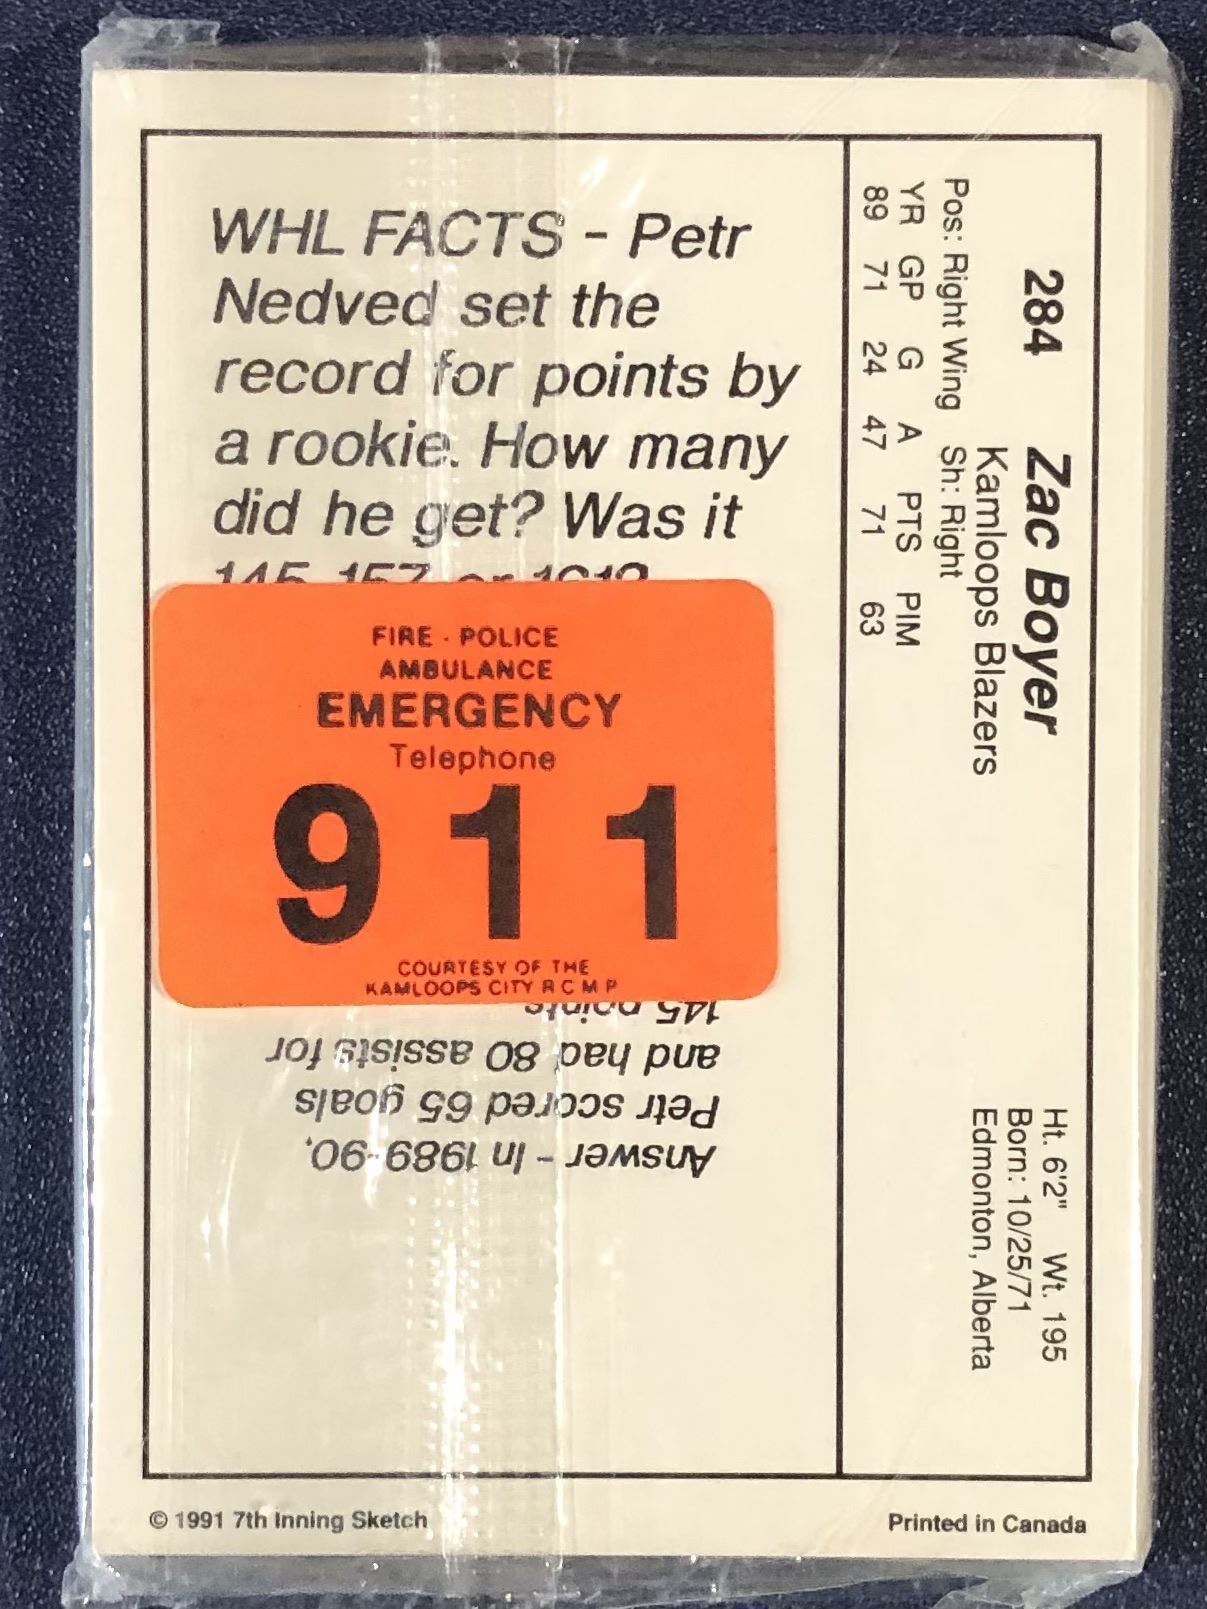 WHL FACTS - Petr
Nedved set the
record for points by
a rookie. How many
did he get? Was it
145, 157 or 161?
FIRE · POLICE
AMBULANCE
EMERGENCY
Telephone
911
COURTESY OF THE
KAMLOOPS CITY R C M P
Answer - In 1989-90,
Petr scored 65 goals
and had 80 assists for
145 points
284 Zac Boyer
Kamloops Blazers
Pos: Right Wing Sh: Right
YR GP G A PTS PIM
89 71 24 47 71 63
Ht. 6'2" Wt. 195
Born: 10/25/71
Edmonton, Alberta
© 1991 7th Inning Sketch
Printed in Canada